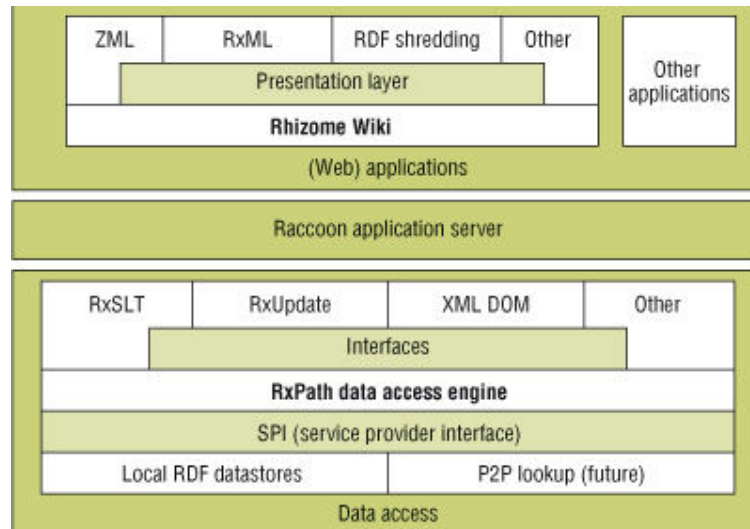 ZML RxML RDF shredding Other
Presentation layer
Rhizome Wiki
Other
applications
(Web) applications
Raccoon application server
RxSLT RxUpdate XML DOM Other
Interfaces
RxPath data access engine
SPI (service provider interface)
Local RDF datastores P2P lookup (future)
Data access